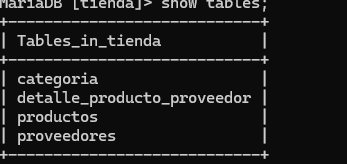 MariaDB [tienda]> show tables;
+---------------------------+
| Tables_in_tienda          |
+---------------------------+
| categoria                 |
| detalle_producto_proveedor |
| productos                 |
| proveedores               |
+---------------------------+